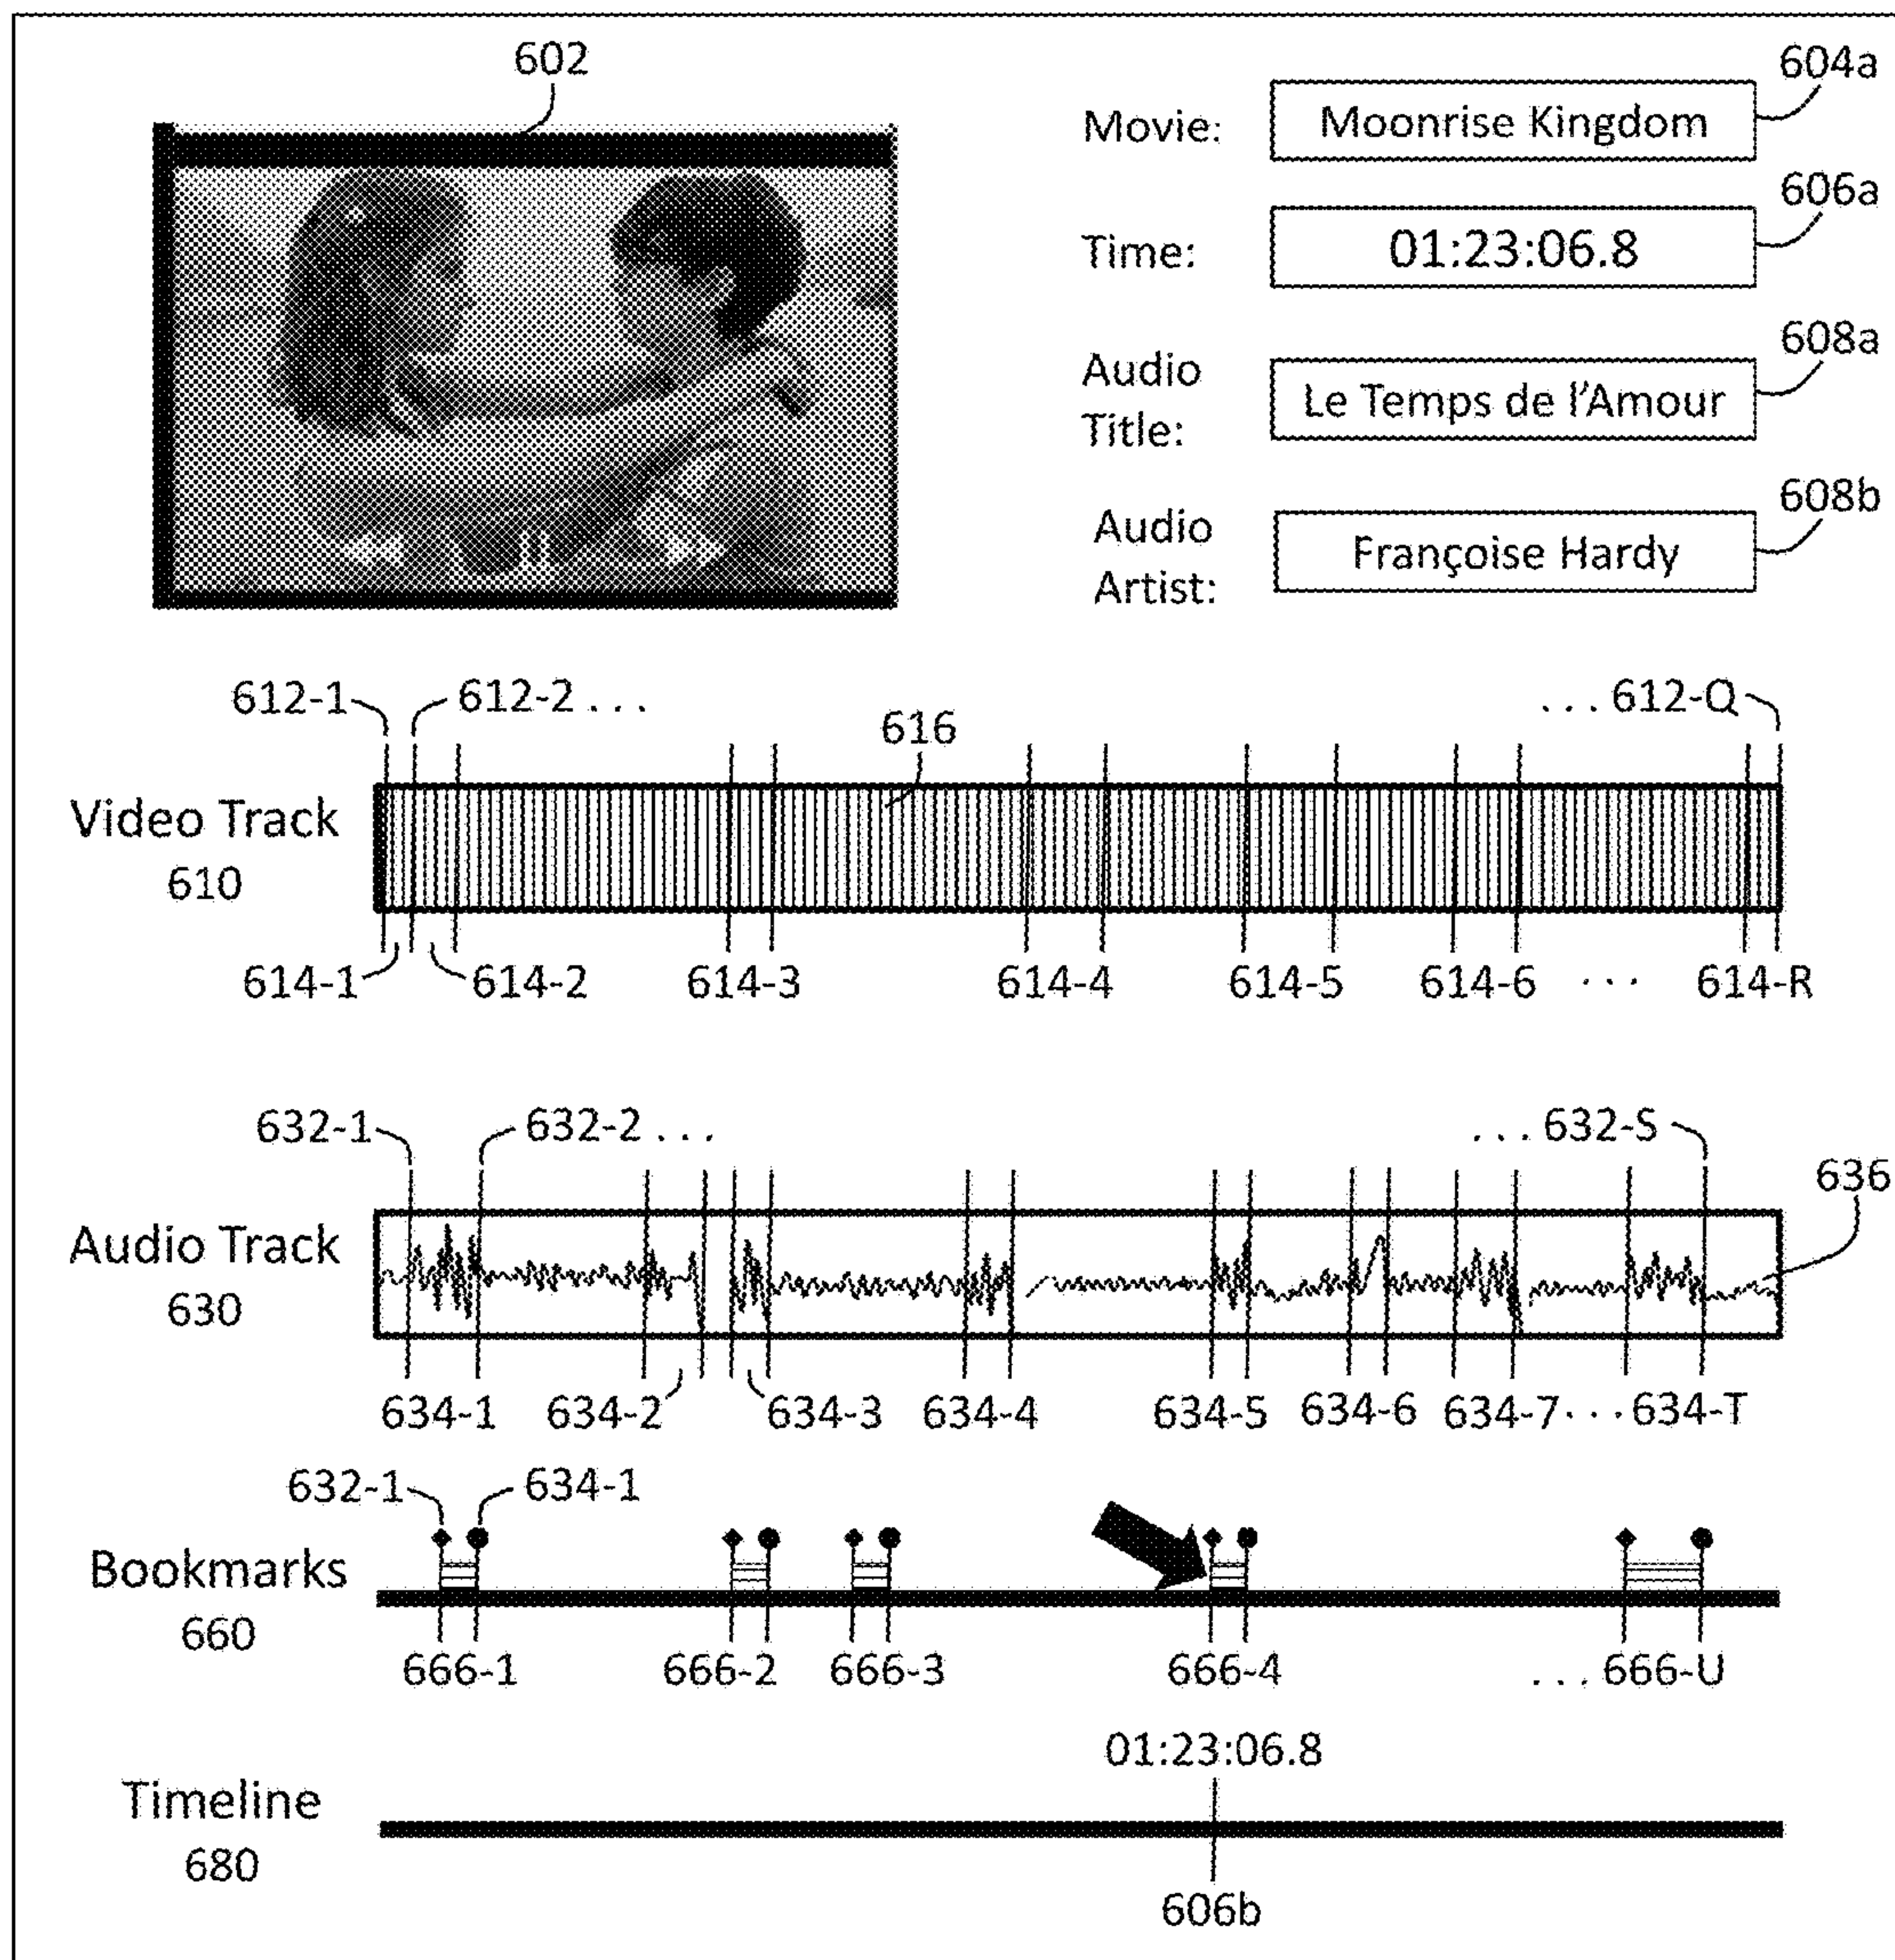 602
Movie: Moonrise Kingdom 604a
Time: 01:23:06.8 606a
Audio Title: Le Temps de l'Amour 608a
Audio Artist: Françoise Hardy 608b
612-1 612-2 . . . . . . 612-Q
616
Video Track
610
614-1 614-2 614-3 614-4 614-5 614-6 . . . 614-R
632-1 632-2 . . . . . . 632-S
636
Audio Track
630
634-1 634-2 634-3 634-4 634-5 634-6 634-7 . . . 634-T
632-1 634-1
Bookmarks
660
666-1 666-2 666-3 666-4 . . . 666-U
01:23:06.8
Timeline
680
606b